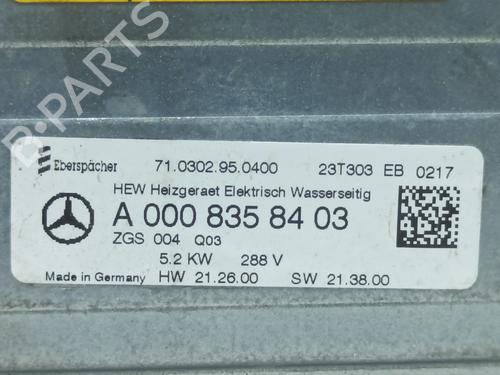 B-PARTS
Eberspächer 71.0302.95.0400 23T303 EB 0217
HEW Heizgeraet Elektrisch Wasserseitig
A 000 835 84 03
ZGS 004 Q03
5.2 KW 288 V
Made in Germany HW 21.26.00 SW 21.38.00